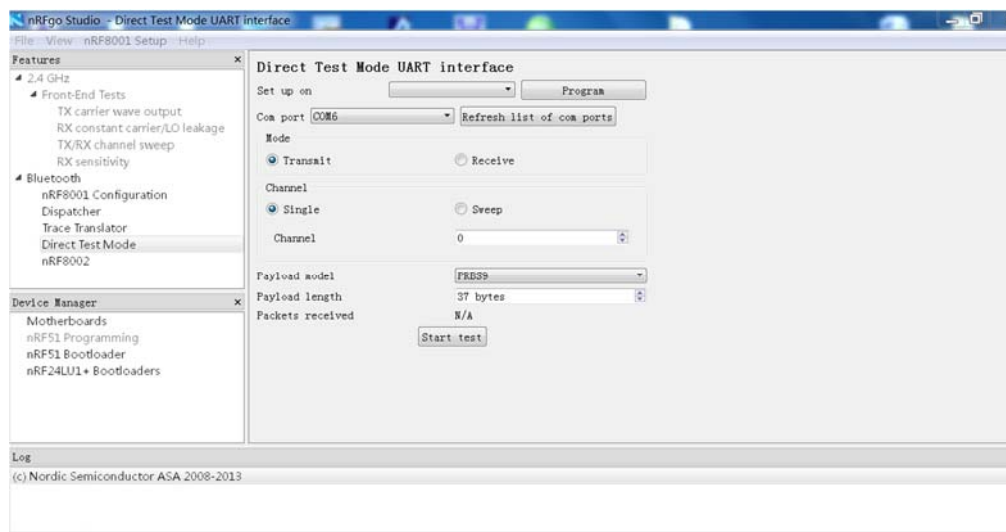 nRFgo Studio - Direct Test Mode UART interface
File View nRF8001 Setup Help
Features
2.4 GHz
Front-End Tests
TX carrier wave output
RX constant carrier/LO leakage
TX/RX channel sweep
RX sensitivity
Bluetooth
nRF8001 Configuration
Dispatcher
Trace Translator
Direct Test Mode
nRF8002
Device Manager
Motherboards
nRF51 Programming
nRF51 Bootloader
nRF24LU1+ Bootloaders
Direct Test Mode UART interface
Set up on Program
Com port COM6 Refresh list of com ports
Mode
Transmit Receive
Channel
Single Sweep
Channel 0
Payload model PRBS9
Payload length 37 bytes
Packets received N/A
Start test
Log
(c) Nordic Semiconductor ASA 2008-2013